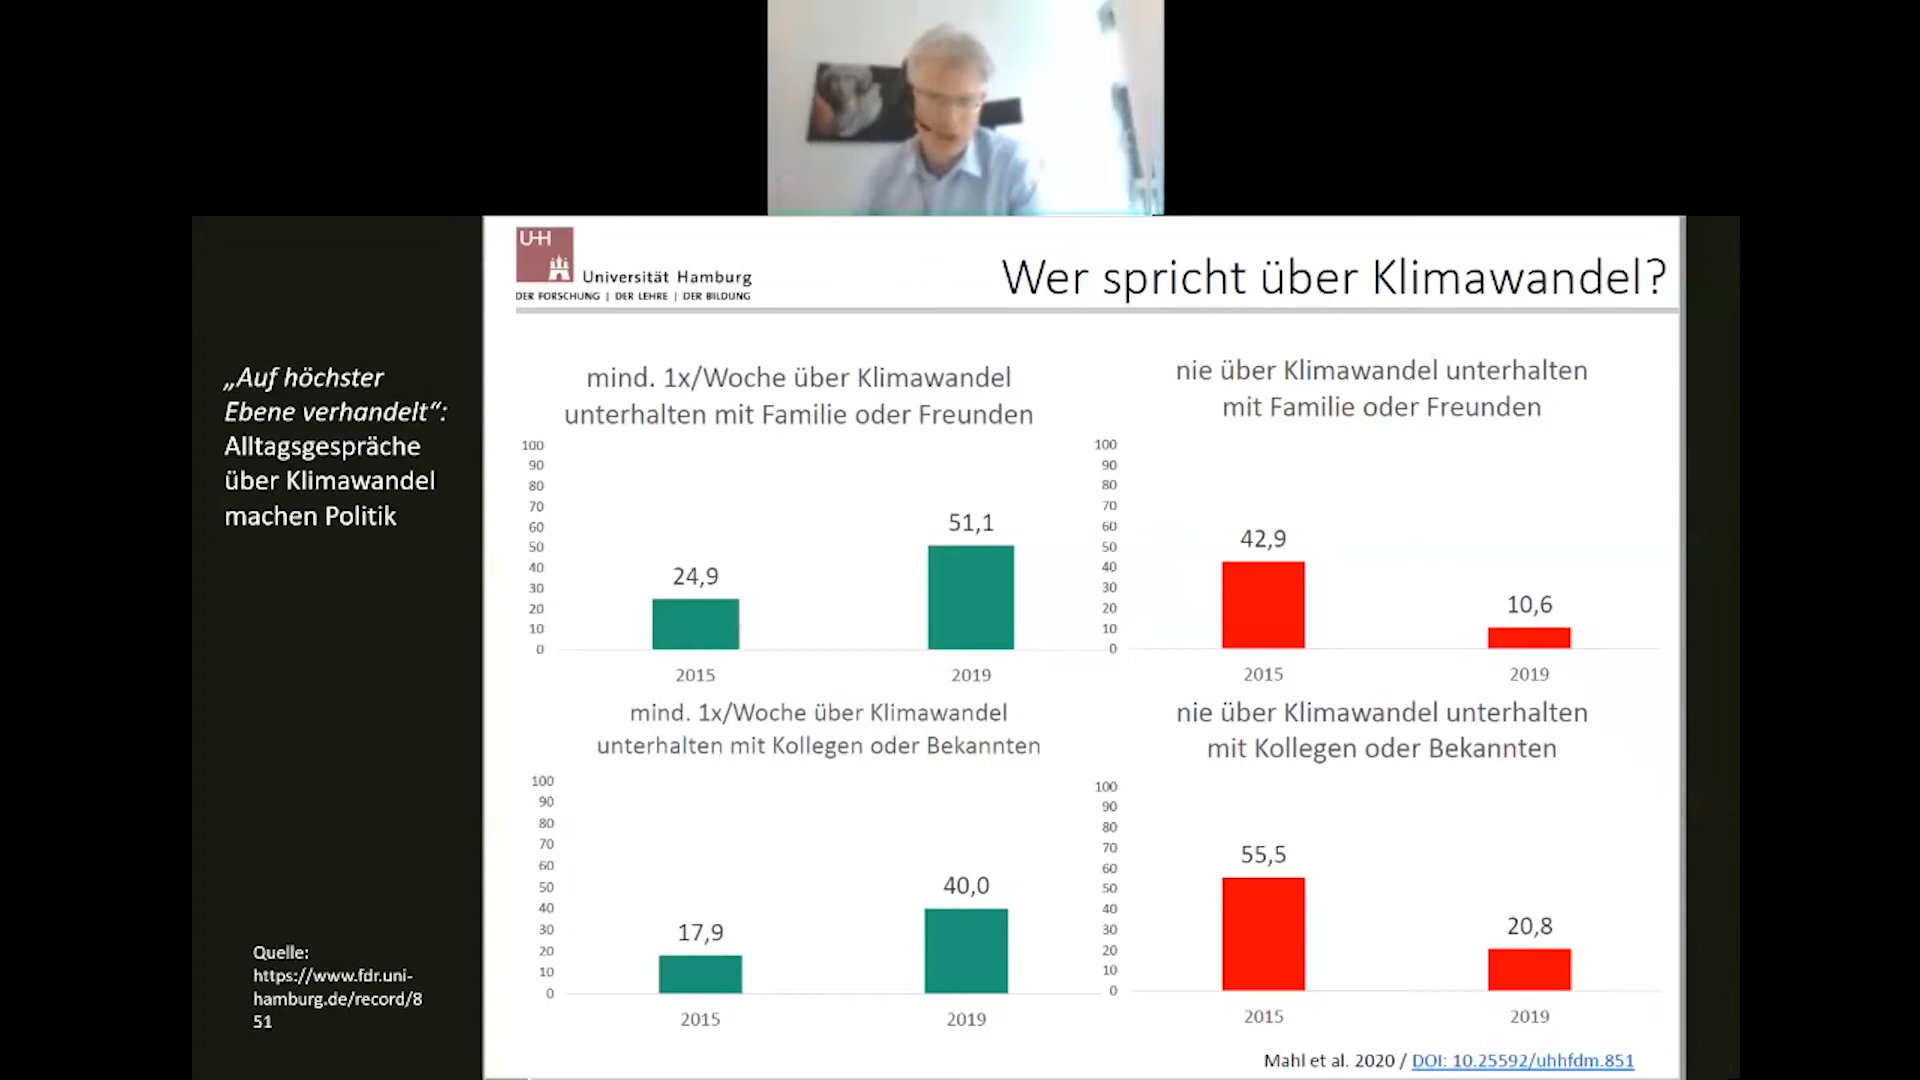 U-H
Universität Hamburg
DER FORSCHUNG | DER LEHRE | DER BILDUNG
Wer spricht über Klimawandel?
„Auf höchster
Ebene verhandelt“:
Alltagsgespräche
über Klimawandel
machen Politik
Quelle:
https://www.fdr.uni-
hamburg.de/record/8
51
mind. 1x/Woche über Klimawandel
unterhalten mit Familie oder Freunden
100
90
80
70
60
50
40
30
20
10
0
24,9
51,1
2015
2019
nie über Klimawandel unterhalten
mit Familie oder Freunden
100
90
80
70
60
50
40
30
20
10
0
42,9
10,6
2015
2019
mind. 1x/Woche über Klimawandel
unterhalten mit Kollegen oder Bekannten
100
90
80
70
60
50
40
30
20
10
0
17,9
40,0
2015
2019
nie über Klimawandel unterhalten
mit Kollegen oder Bekannten
100
90
80
70
60
50
40
30
20
10
0
55,5
20,8
2015
2019
Mahl et al. 2020 / DOI: 10.25592/uhhfdm.851